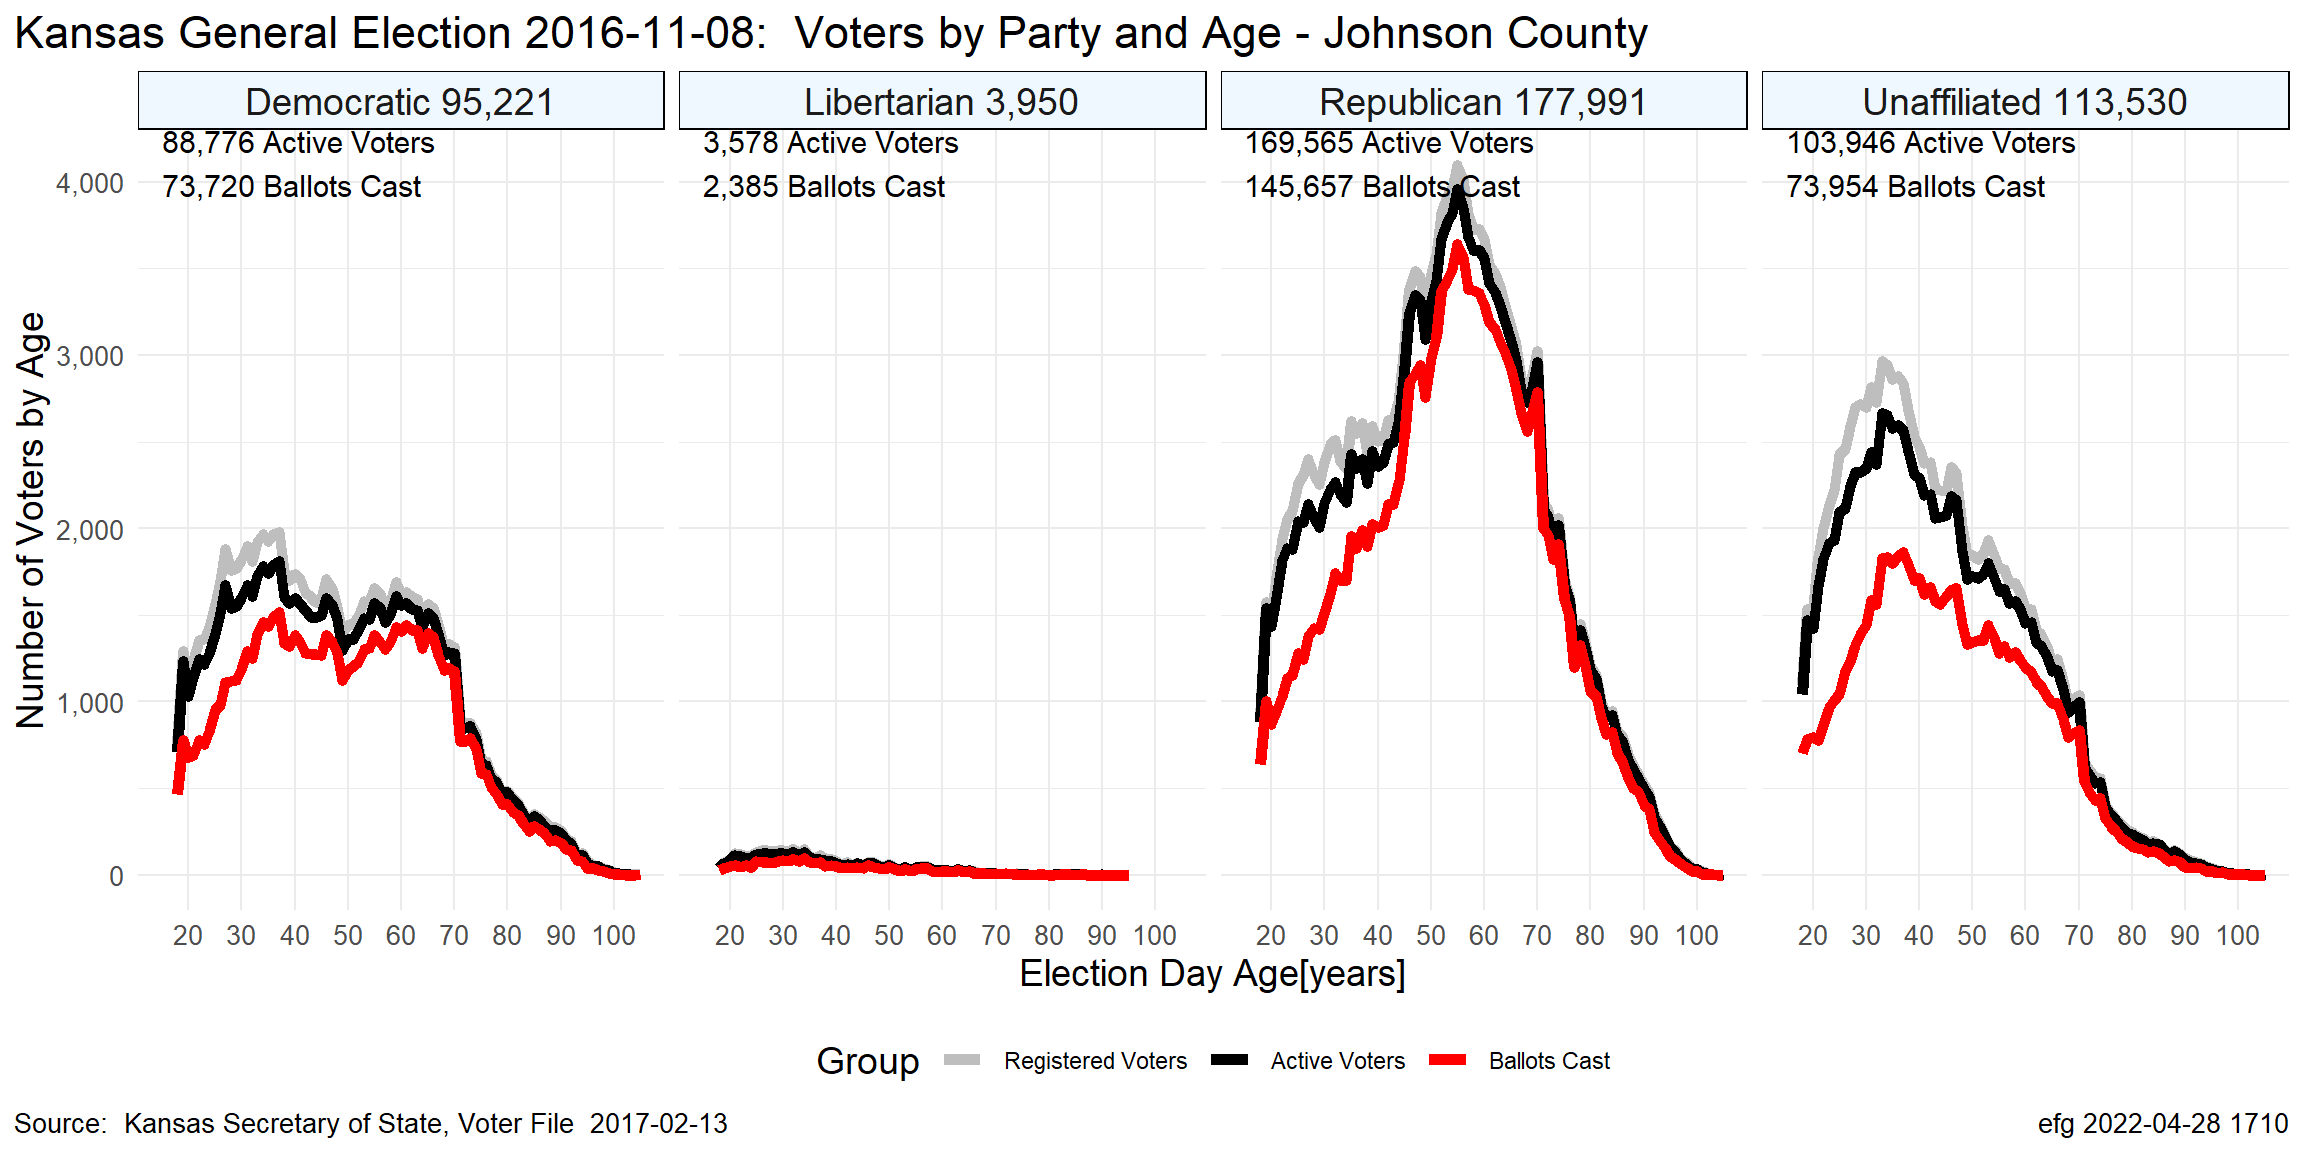 Kansas General Election 2016-11-08:  Voters by Party and Age - Johnson County
Democratic 95,221
Libertarian 3,950
Republican 177,991
Unaffiliated 113,530
88,776 Active Voters
73,720 Ballots Cast
3,578 Active Voters
2,385 Ballots Cast
169,565 Active Voters
145,657 Ballots Cast
103,946 Active Voters
73,954 Ballots Cast
Number of Voters by Age
4,000
3,000
2,000
1,000
0
20 30 40 50 60 70 80 90 100
20 30 40 50 60 70 80 90 100
20 30 40 50 60 70 80 90 100
20 30 40 50 60 70 80 90 100
Election Day Age[years]
Group Registered Voters Active Voters Ballots Cast
Source:  Kansas Secretary of State, Voter File  2017-02-13
efg 2022-04-28 1710